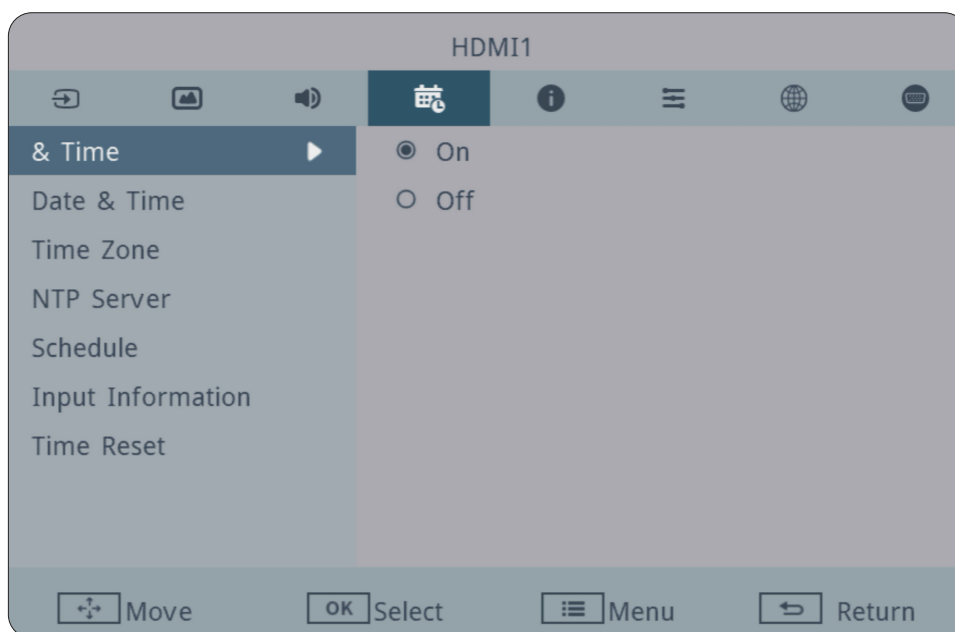 HDMI1
& Time
On
Date & Time
Off
Time Zone
NTP Server
Schedule
Input Information
Time Reset
Move OK Select Menu Return